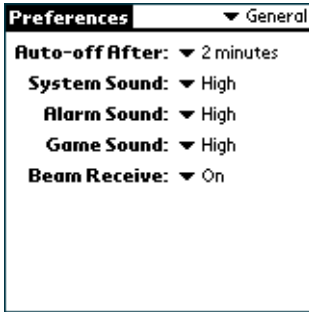 Preferences General
Auto-off After: 2 minutes
System Sound: High
Alarm Sound: High
Game Sound: High
Beam Receive: On